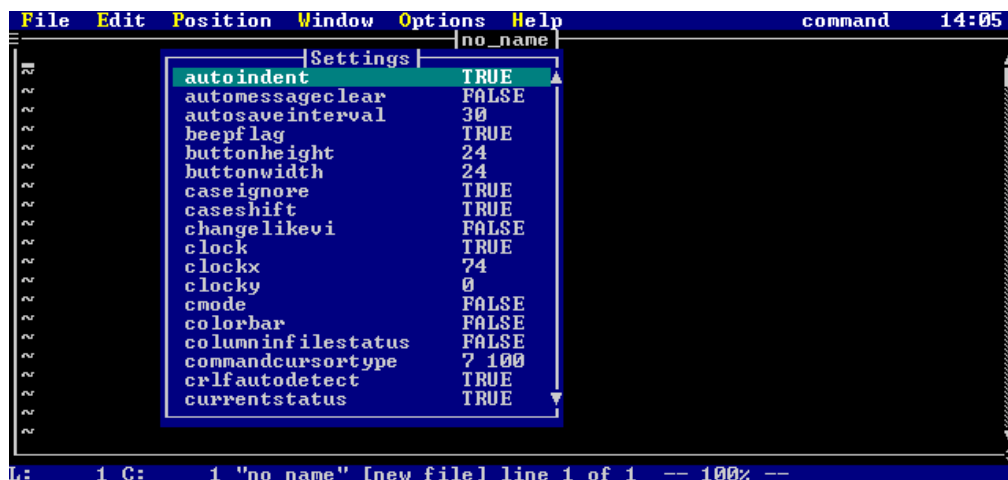 File Edit Position Window Options Help command 14:05
no_name
Settings
~ autoindent TRUE
~ automessageclear FALSE
~ autosaveinterval 30
~ beepflag TRUE
~ buttonheight 24
~ buttonwidth 24
~ caseignore TRUE
~ caseshift TRUE
~ changelikevi FALSE
~ clock TRUE
~ clockx 74
~ clocky 0
~ cmode FALSE
~ colorbar FALSE
~ columninfilestatus FALSE
~ commandcursortype 7 100
~ crlfautodetect TRUE
~ currentstatus TRUE
~
~
L: 1 C: 1 "no_name" [new file] line 1 of 1 -- 100% --